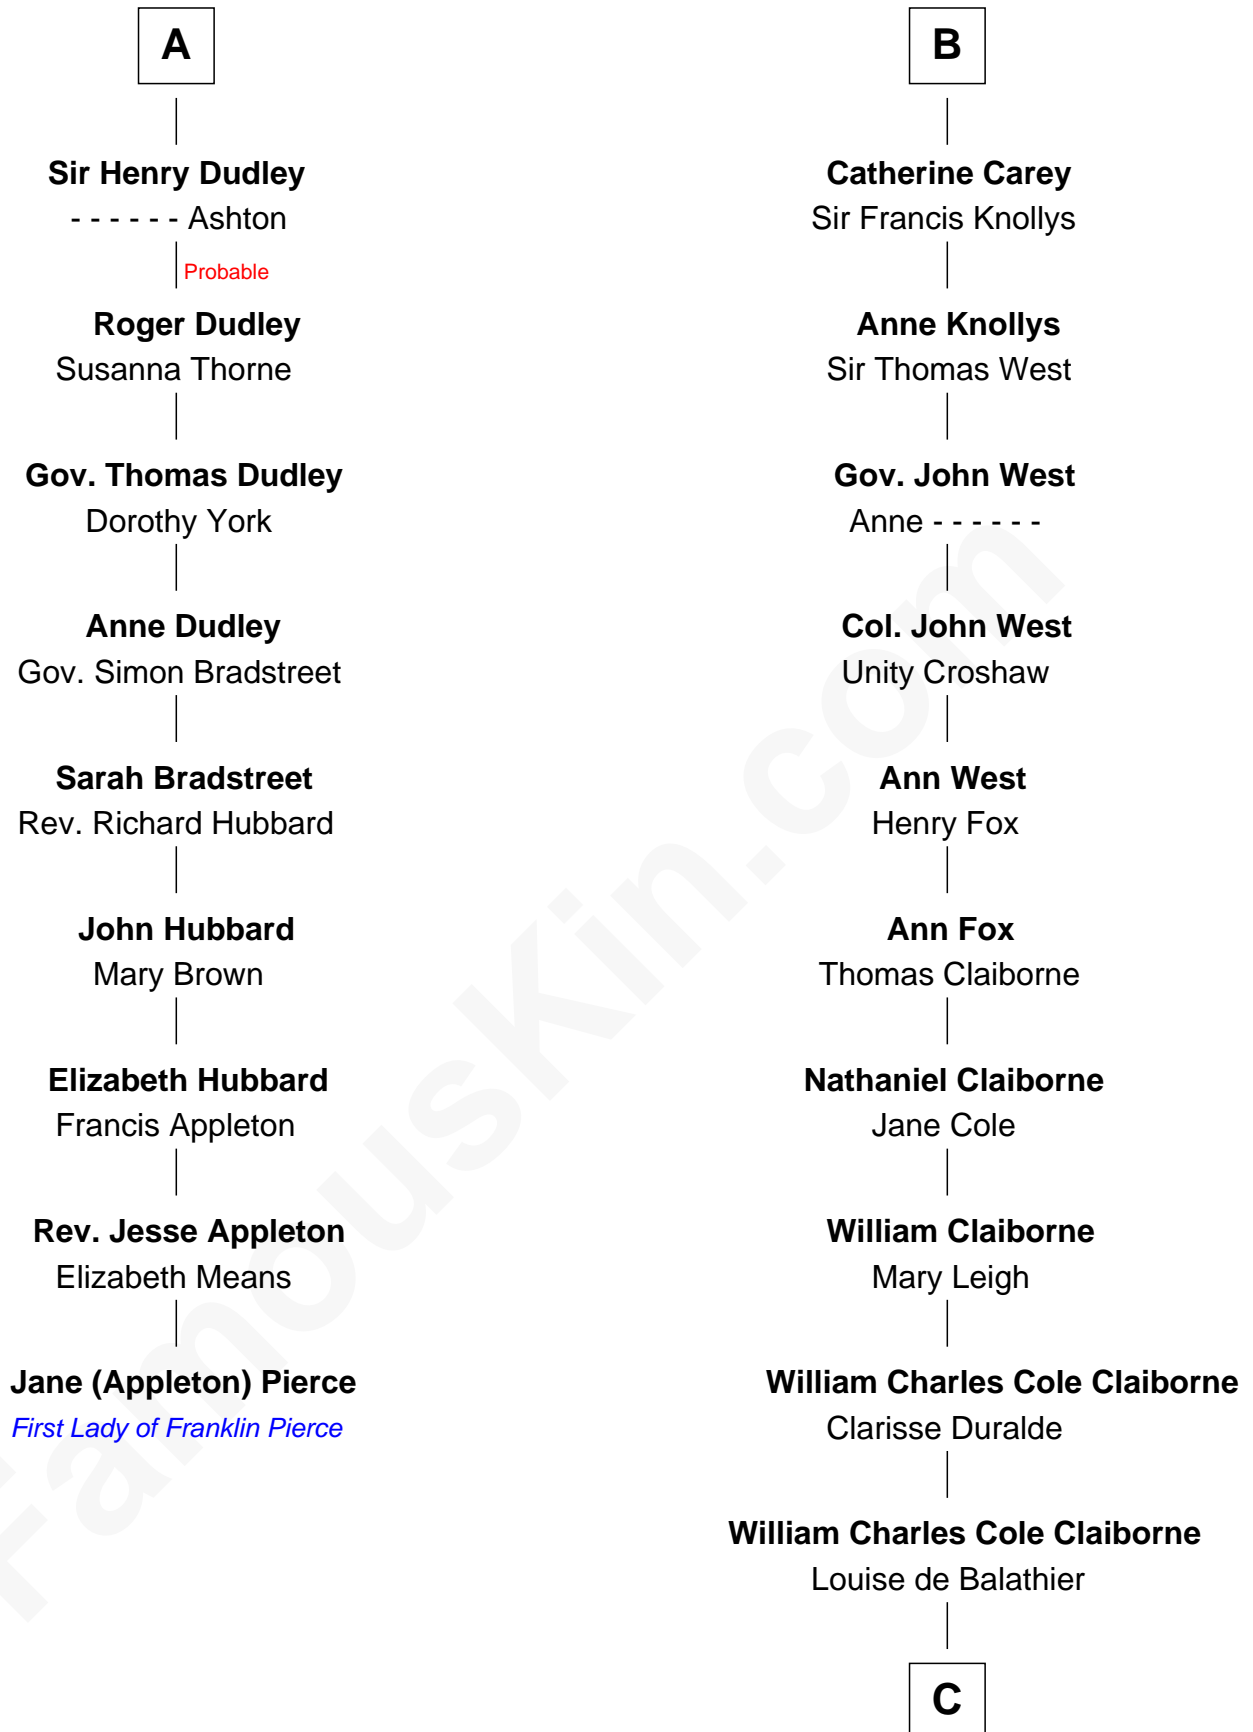 A
Sir Henry Dudley
- - - - - - Ashton
Probable
Roger Dudley
Susanna Thorne
Gov. Thomas Dudley
Dorothy York
Anne Dudley
Gov. Simon Bradstreet
Sarah Bradstreet
Rev. Richard Hubbard
John Hubbard
Mary Brown
Elizabeth Hubbard
Francis Appleton
Rev. Jesse Appleton
Elizabeth Means
Jane (Appleton) Pierce
First Lady of Franklin Pierce
B
Catherine Carey
Sir Francis Knollys
Anne Knollys
Sir Thomas West
Gov. John West
Anne - - - - - -
Col. John West
Unity Croshaw
Ann West
Henry Fox
Ann Fox
Thomas Claiborne
Nathaniel Claiborne
Jane Cole
William Claiborne
Mary Leigh
William Charles Cole Claiborne
Clarisse Duralde
William Charles Cole Claiborne
Louise de Balathier
C
FamousKin.com